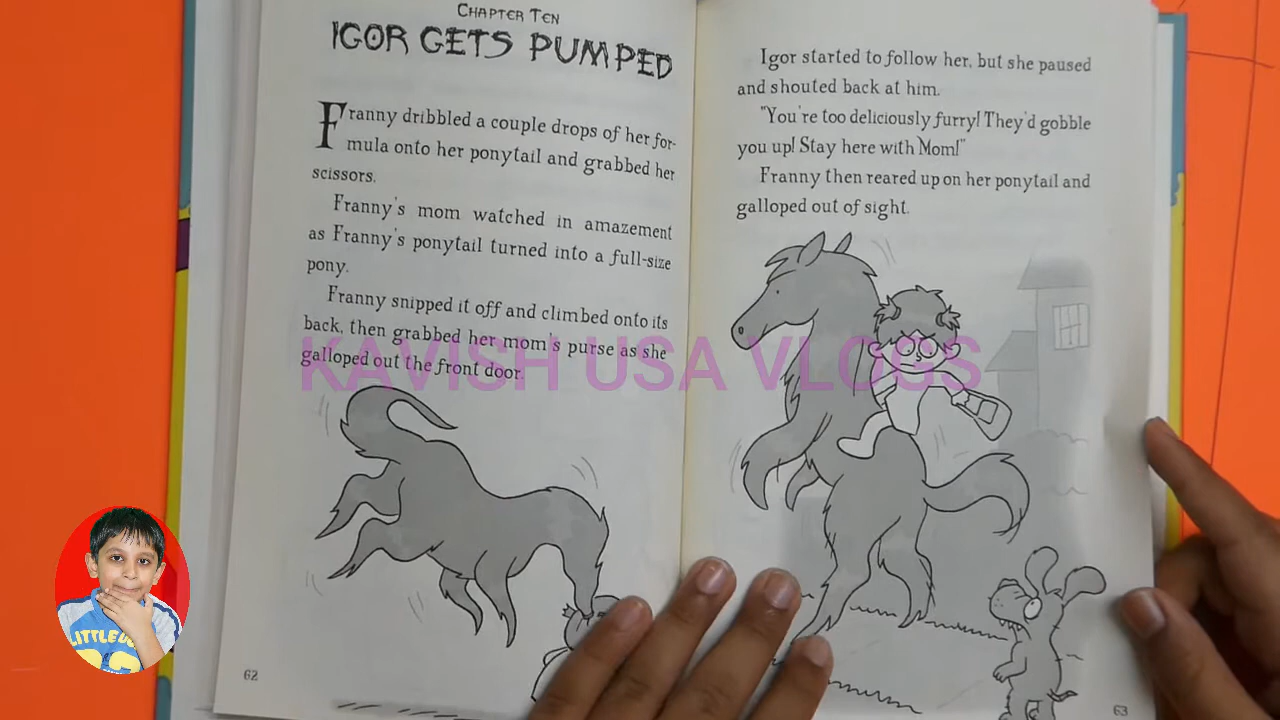 CHAPTER TEN
IGOR GETS PUMPED
Franny dribbled a couple drops of her for-
mula onto her ponytail and grabbed her
scissors.
Franny's mom watched in amazement
as Franny's ponytail turned into a full-size
pony.
Franny snipped it off and climbed onto its
back, then grabbed her mom's purse as she
galloped out the front door.
62
Igor started to follow her, but she paused
and shouted back at him.
"You're too deliciously furry! They'd gobble
you up! Stay here with Mom!"
Franny then reared up on her ponytail and
galloped out of sight.
63
KAVISH USA VLOGS
LITTLE